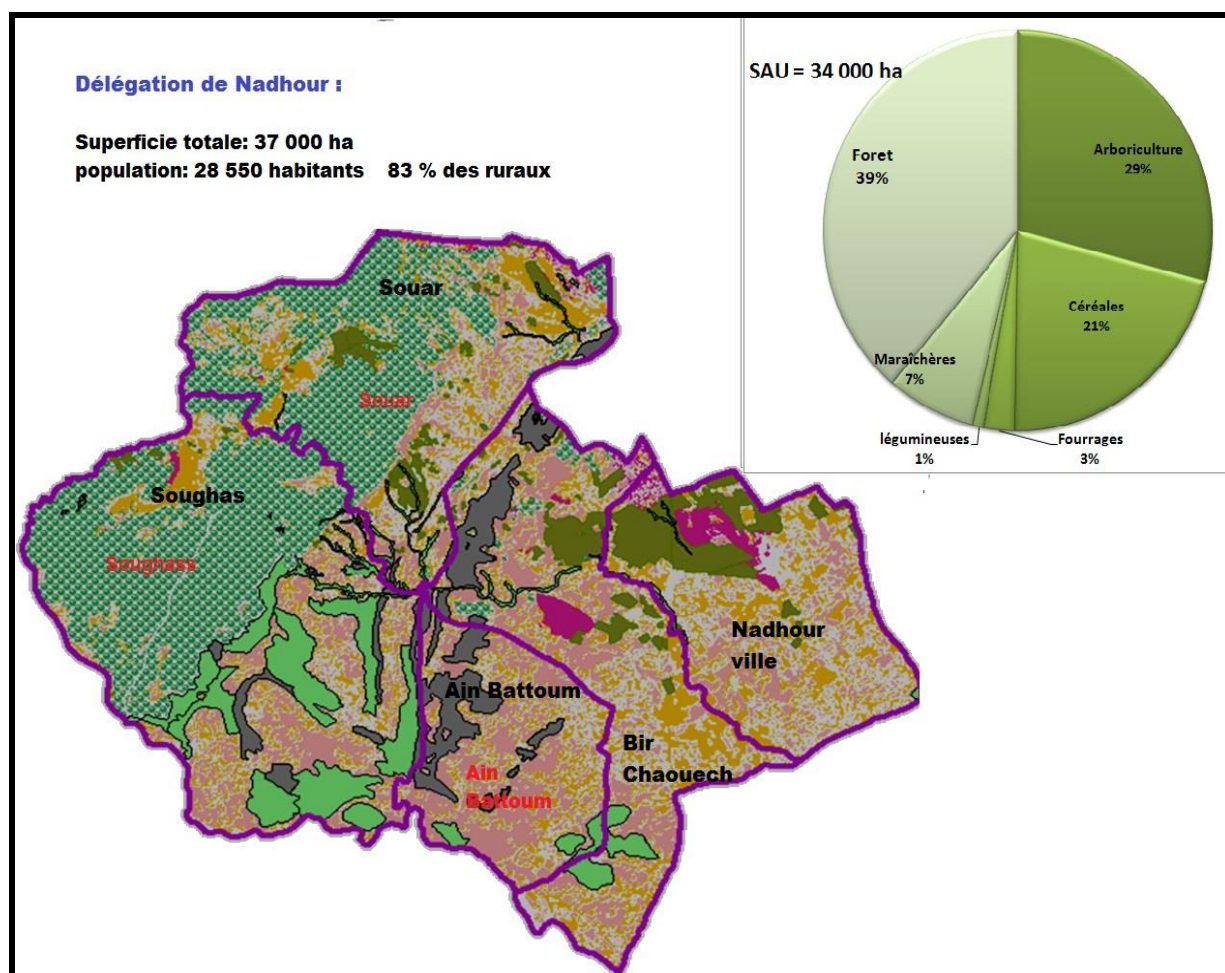 Délégation de Nadhour :
Superficie totale: 37 000 ha
population: 28 550 habitants 83 % des ruraux
SAU = 34 000 ha
Foret
39%
Arboriculture
29%
Céréales
21%
Maraîchères
7%
légumineuses
1%
Fourrages
3%
Souar
Souar
Soughas
Soughass
Nadhour
ville
Ain Battoum
Bir
Chaouech
Ain
Battoum